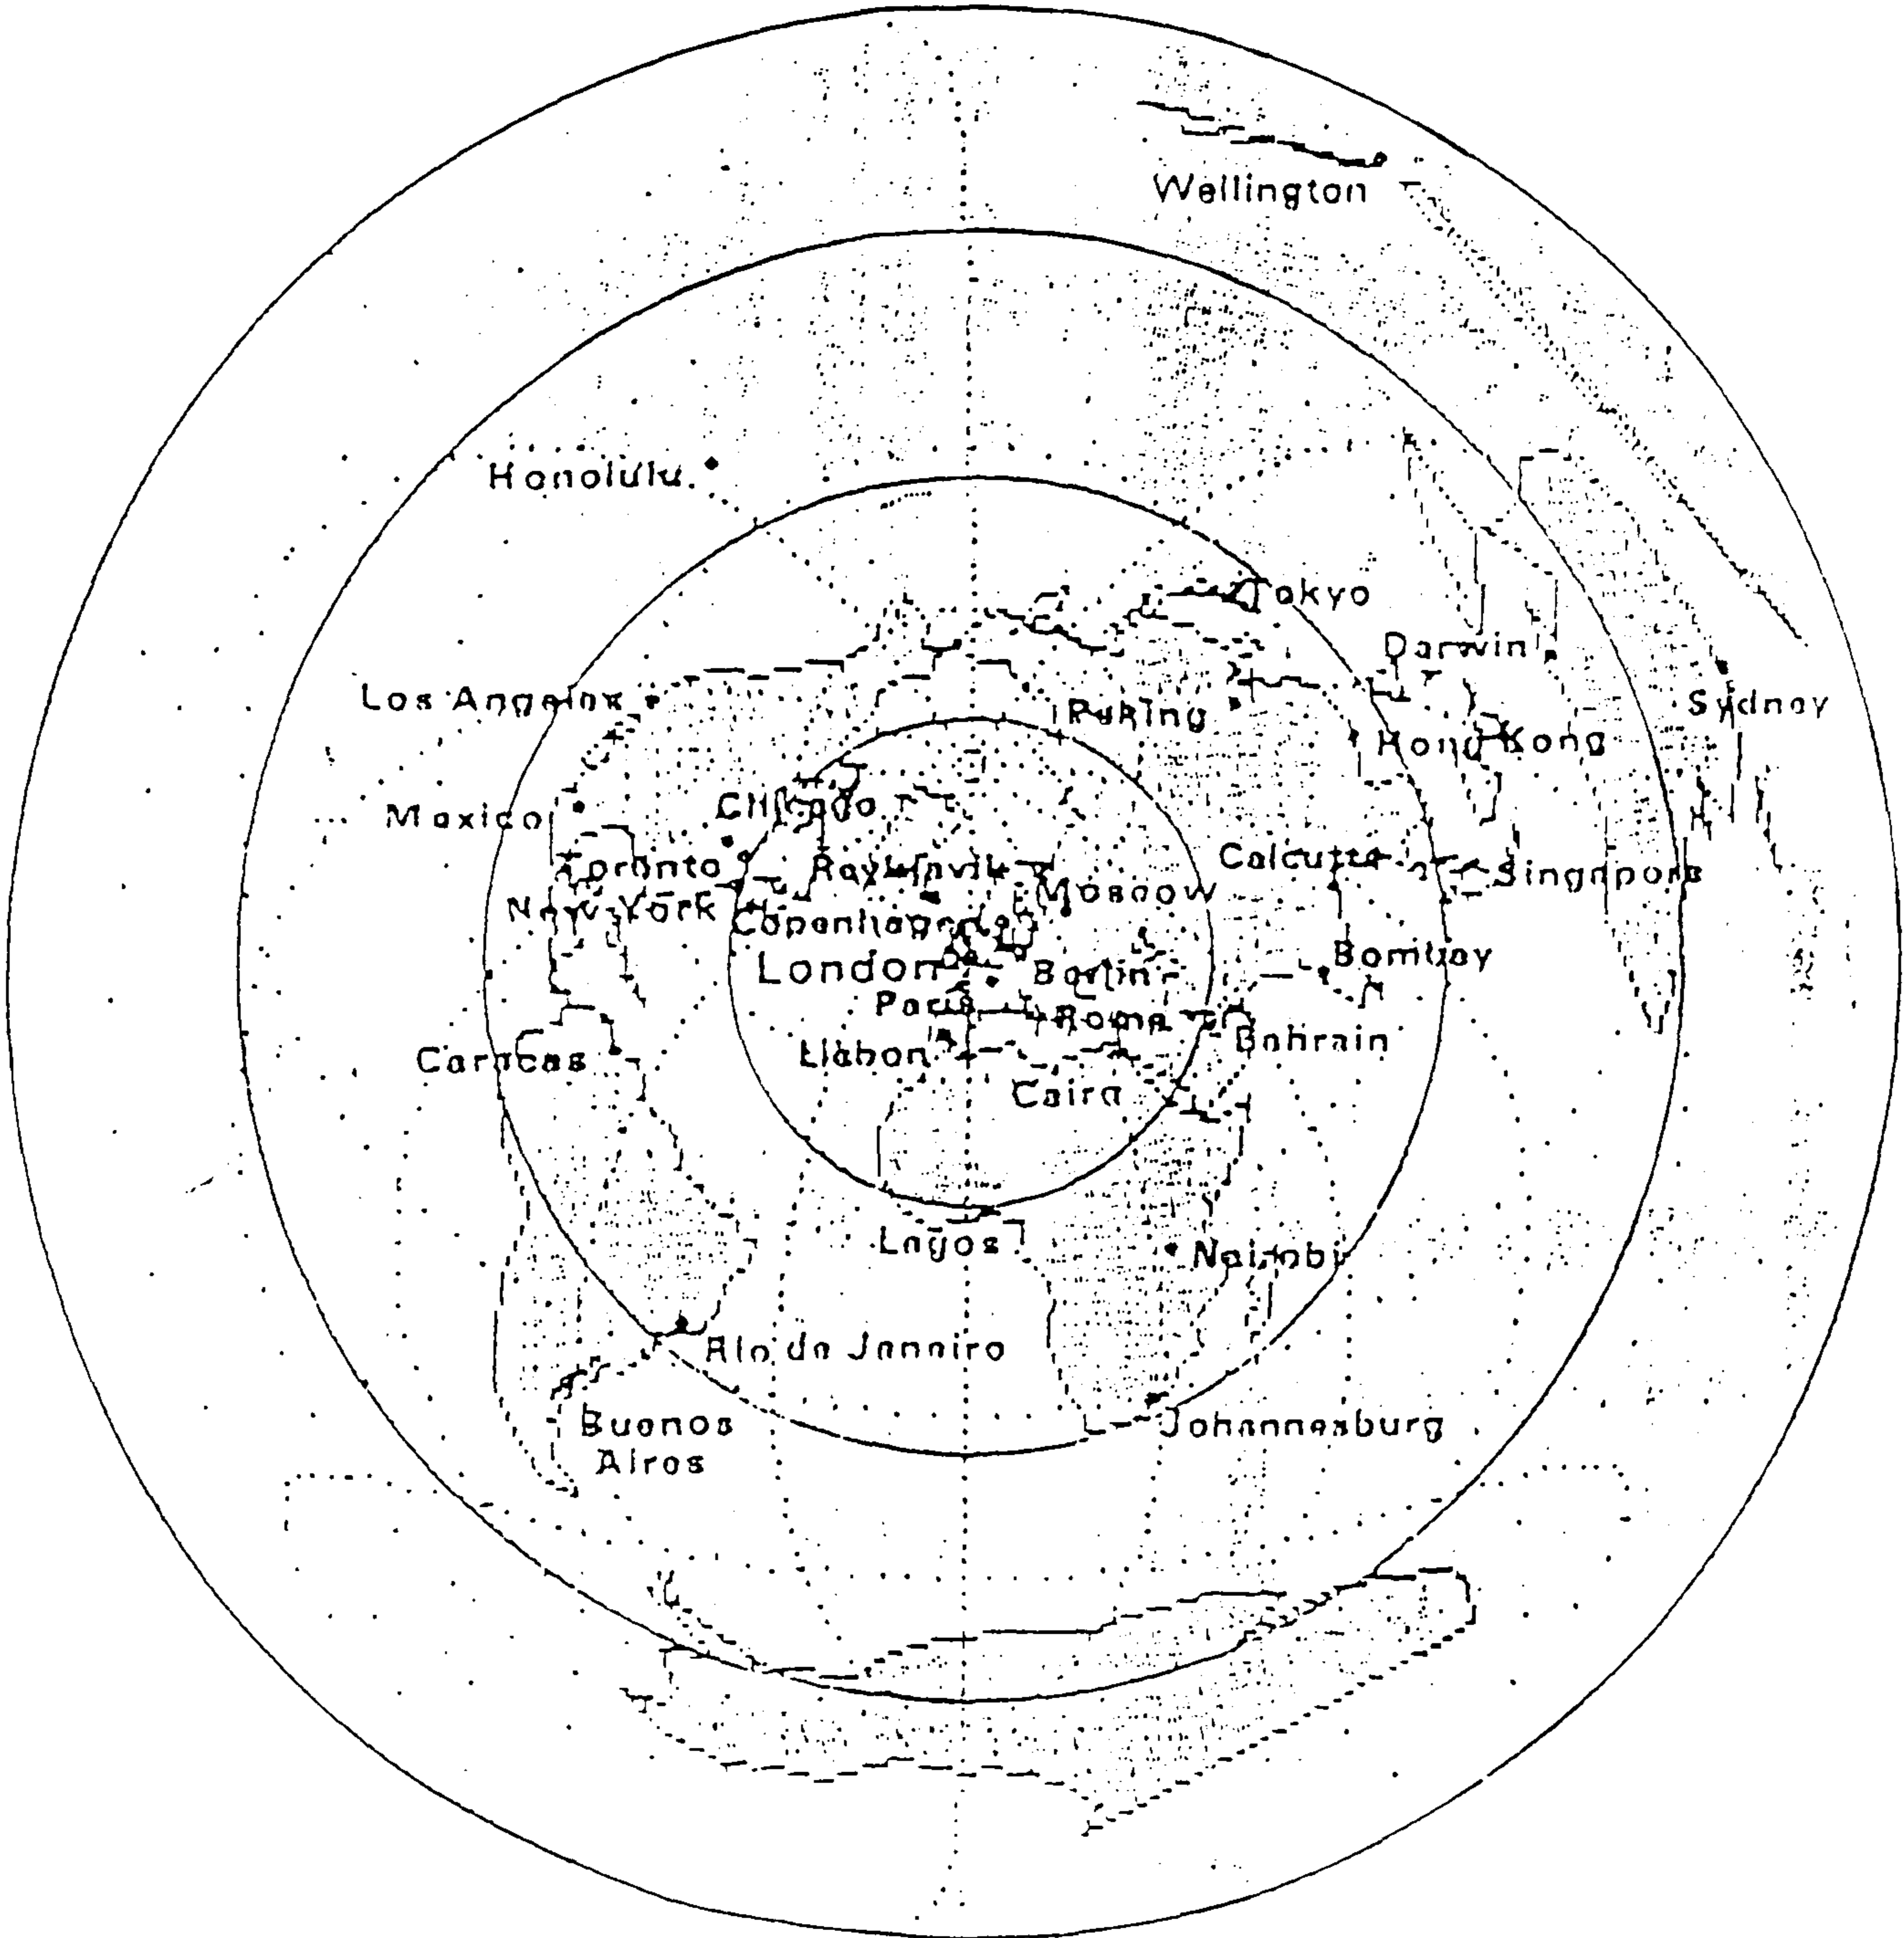 Wellington
Honolulu
Tokyo
Darwin
Los Angeles
Peking
Sydney
Hong Kong
Mexico
Chicago
Toronto
Reykjavik
Calcutta
Singapore
New York
Moscow
Copenhagen
London
Berlin
Bombay
Paris
Rome
Lisbon
Bahrain
Caracas
Cairo
Lagos
Nairobi
Rio de Janeiro
Buenos
Aires
Johannesburg